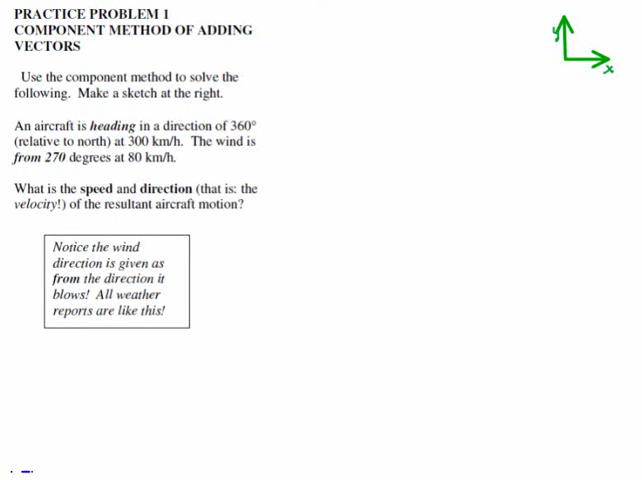 PRACTICE PROBLEM 1
COMPONENT METHOD OF ADDING
VECTORS
Use the component method to solve the
following. Make a sketch at the right.
An aircraft is heading in a direction of 360°
(relative to north) at 300 km/h. The wind is
from 270 degrees at 80 km/h.
What is the speed and direction (that is: the
velocity!) of the resultant aircraft motion?
Notice the wind
direction is given as
from the direction it
blows! All weather
reports are like this!
y
x